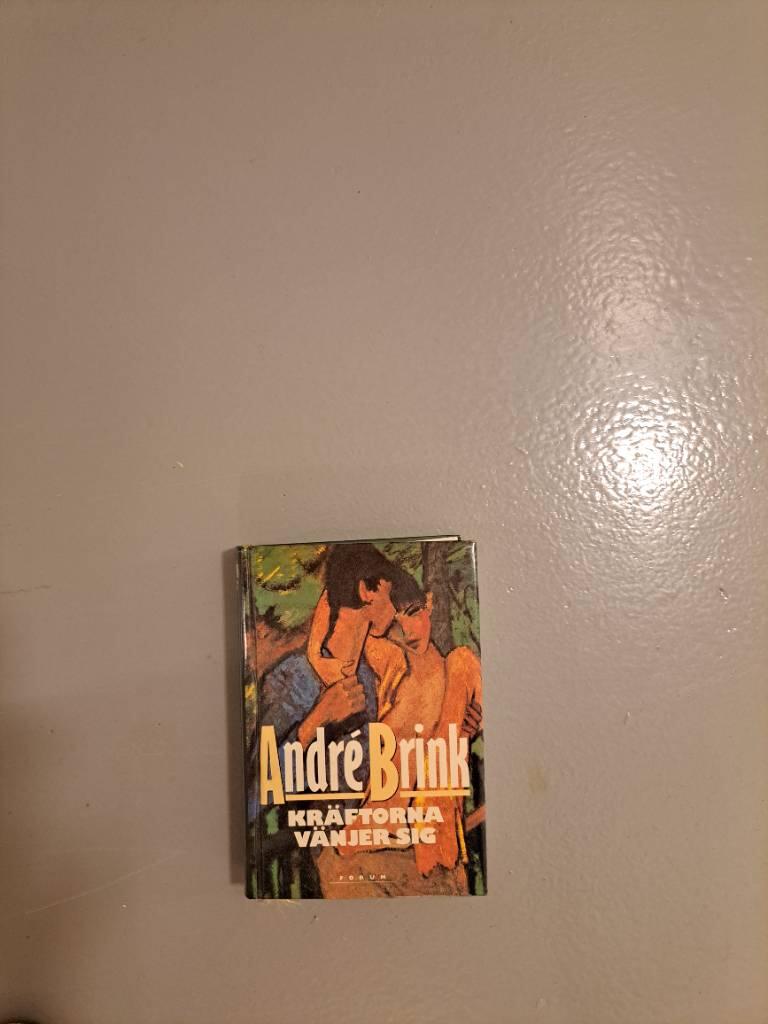 André Brink
KRÄFTORNA
VÄNJER SIG
FORUM